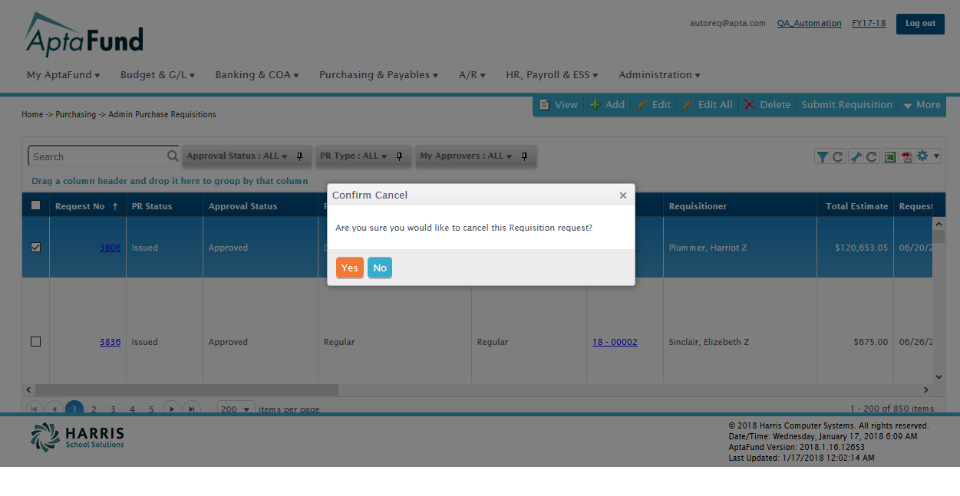 autoreq@apta.com QA_Automation FY17-18 Log out
AptaFund
My AptaFund Budget & G/L Banking & COA Purchasing & Payables A/R HR, Payroll & ESS Administration
View Add Edit Edit All Delete Submit Requisition More
Home -> Purchasing -> Admin Purchase Requisitions
Search Approval Status : ALL PR Type : ALL My Approvers : ALL
Drag a column header and drop it here to group by that column
Request No ↑ PR Status Approval Status Requisitioner Total Estimate Request
Confirm Cancel ×
Are you sure you would like to cancel this Requisition request?
Yes No
3806 Issued Approved Plummer, Harriot Z $120,653.05 06/20/2
3836 Issued Approved Regular Regular 18 - 00002 Sinclair, Elizebeth Z $675.00 06/26/2
1 2 3 4 5 200 items per page 1 - 200 of 850 items
HARRIS
School Solutions
© 2018 Harris Computer Systems. All rights reserved.
Date/Time: Wednesday, January 17, 2018 6:09 AM
AptaFund Version: 2018.1.16.12653
Last Updated: 1/17/2018 12:02:14 AM